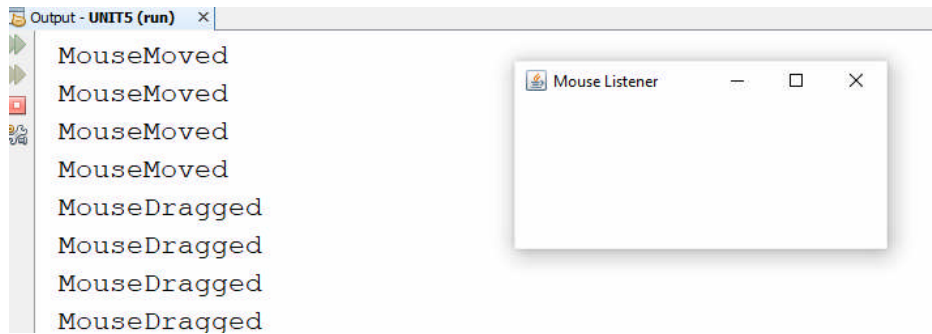 Output - UNIT5 (run)
MouseMoved
MouseMoved
MouseMoved
MouseMoved
MouseDragged
MouseDragged
MouseDragged
MouseDragged
Mouse Listener